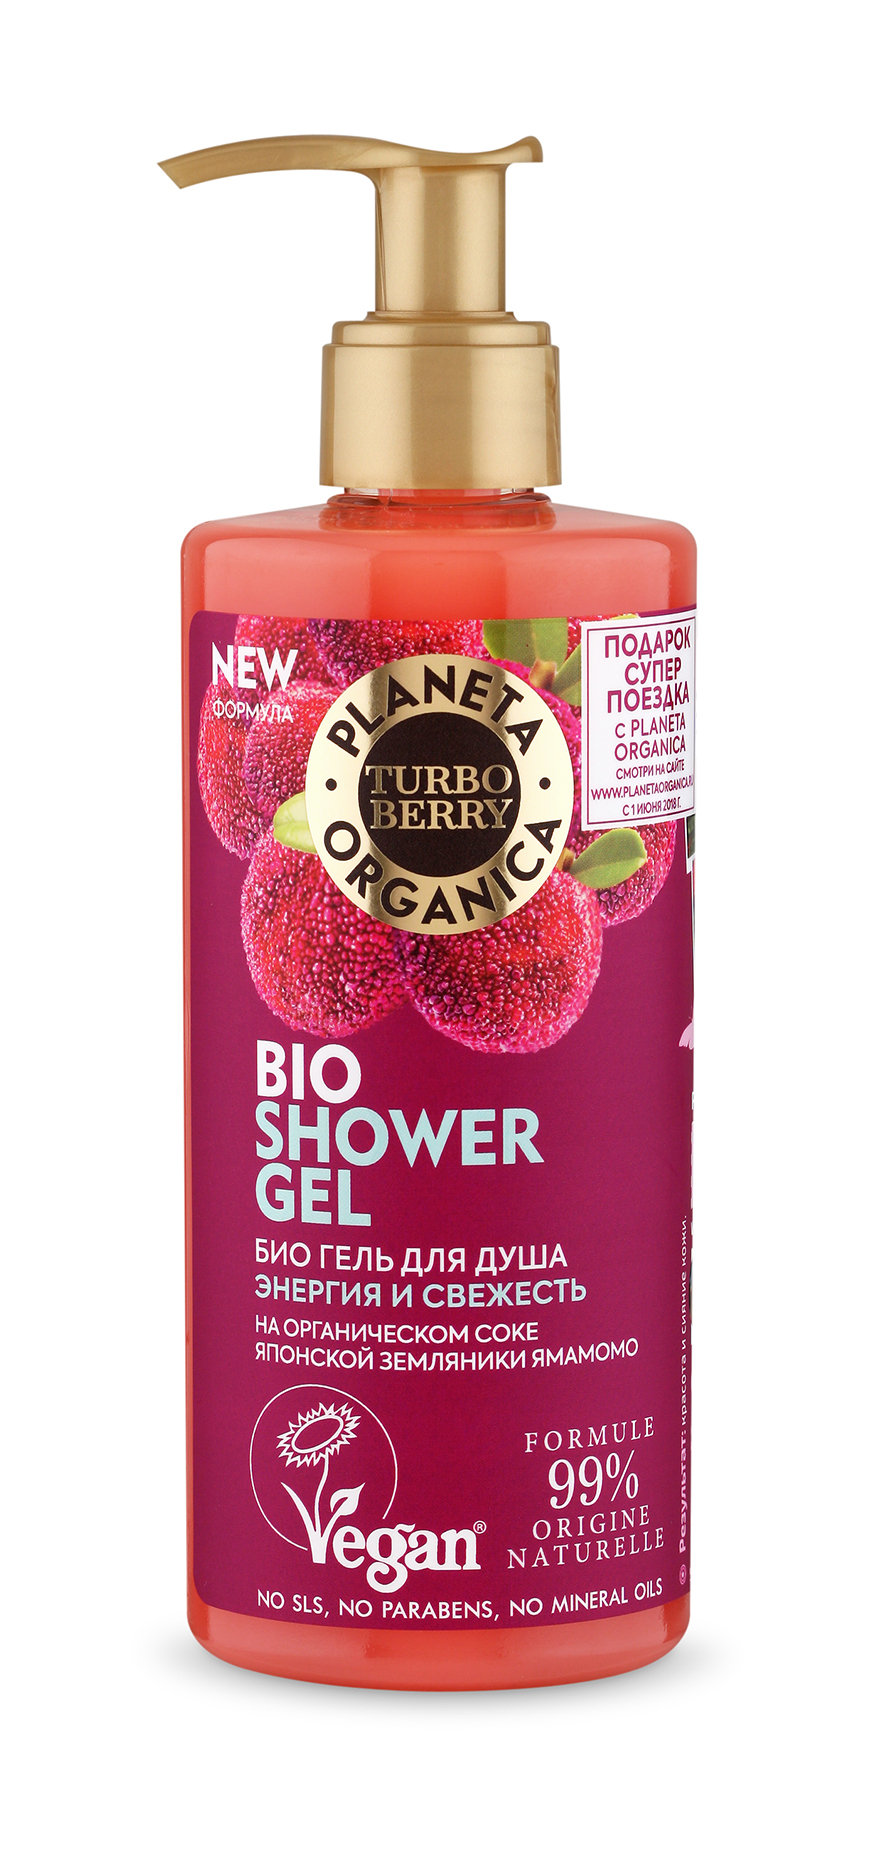 NEW
ФОРМУЛА
PLANETA
ORGANICA
TURBO
BERRY
ПОДАРОК
СУПЕР
ПОЕЗДКА
С PLANETA
ORGANICA
СМОТРИ НА САЙТЕ
WWW.PLANETAORGANICA.R
С 1 ИЮНЯ 2018 Г.
BIO
SHOWER
GEL
БИО ГЕЛЬ ДЛЯ ДУША
ЭНЕРГИЯ И СВЕЖЕСТЬ
НА ОРГАНИЧЕСКОМ СОКЕ
ЯПОНСКОЙ ЗЕМЛЯНИКИ ЯМАМОМО
Vegan®
FORMULE
99%
ORIGINE
NATURELLE
NO SLS, NO PARABENS, NO MINERAL OILS
Результат: красота и сияние кожи.